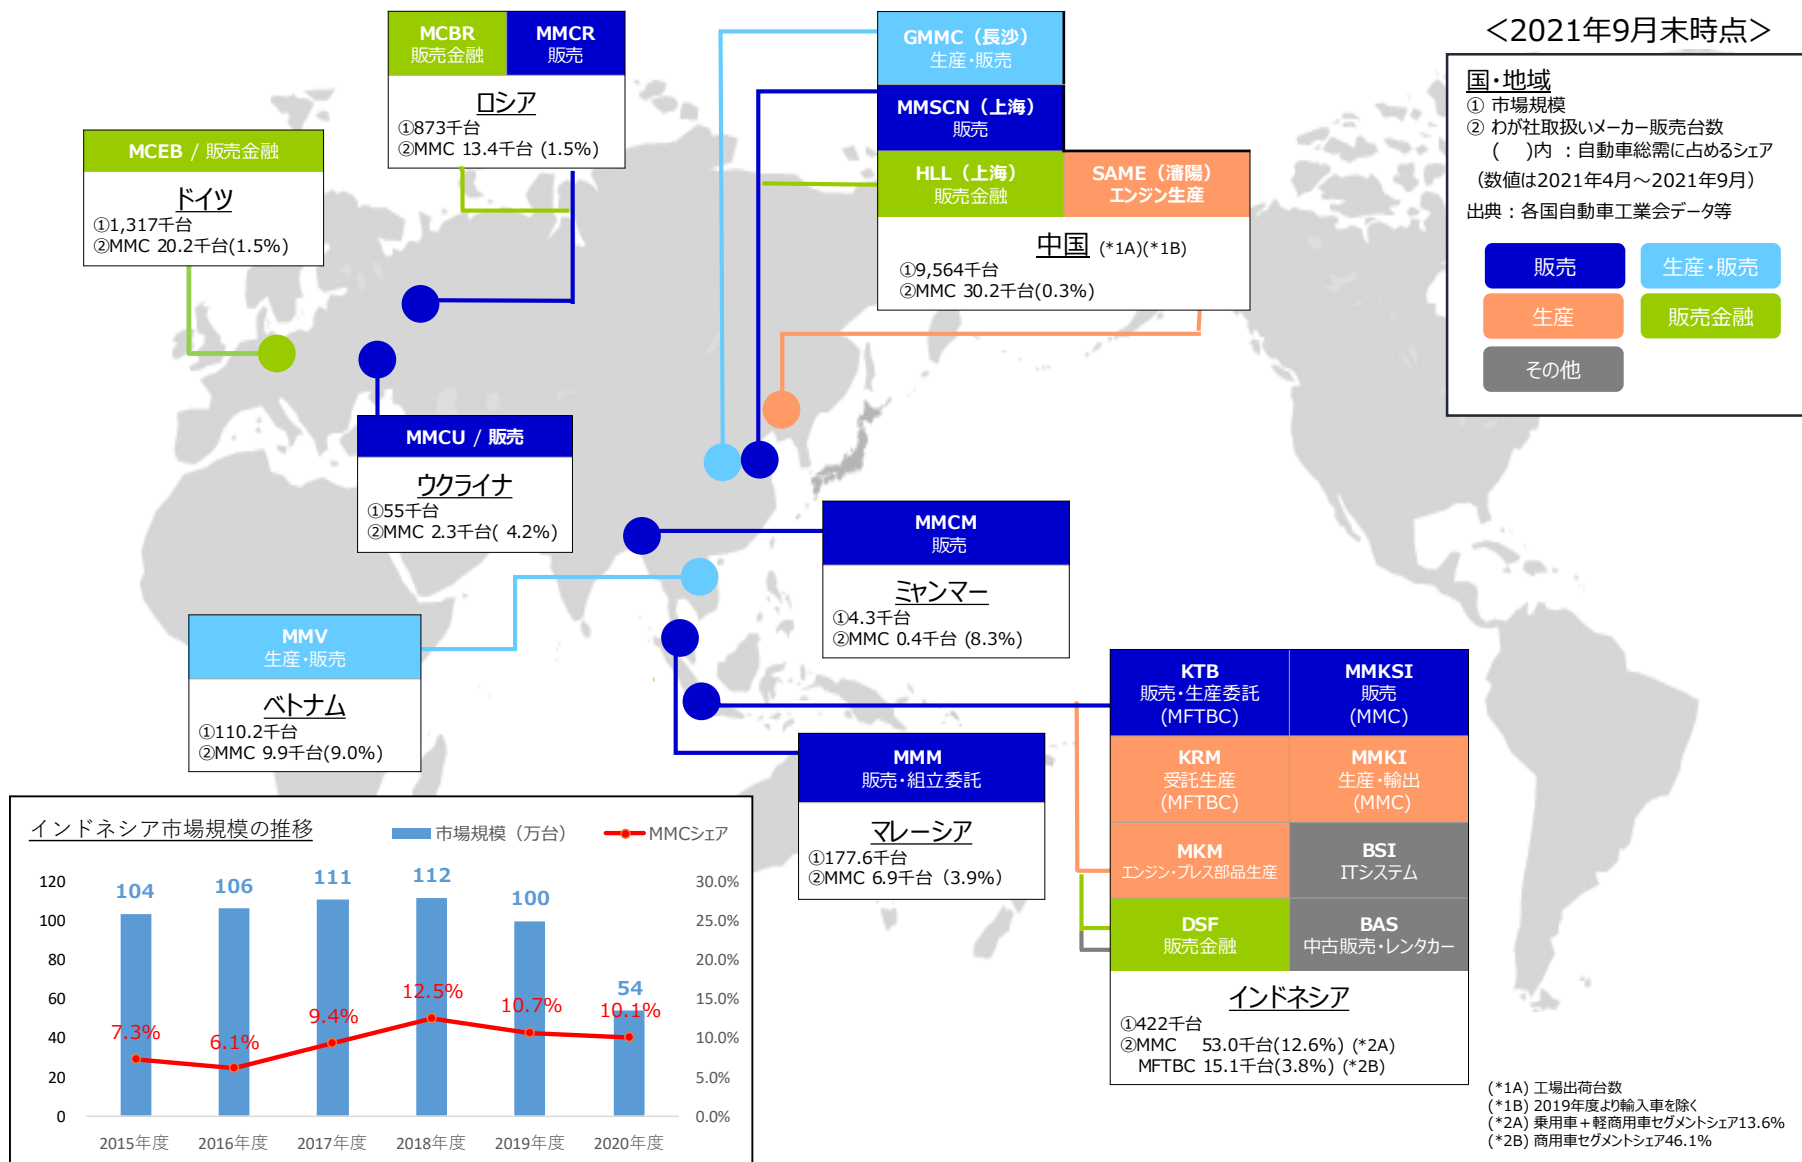 ＜2021年9月末時点＞
国・地域
① 市場規模
② わが社取扱いメーカー販売台数
(　)内 ：自動車総需に占めるシェア
(数値は2021年4月～2021年9月)
出典：各国自動車工業会データ等
販売
生産・販売
生産
販売金融
その他
MCBR
販売金融
MMCR
販売
ロシア
①873千台
②MMC 13.4千台 (1.5%)
MCEB / 販売金融
ドイツ
①1,317千台
②MMC 20.2千台(1.5%)
GMMC（長沙）
生産・販売
MMSCN（上海）
販売
HLL（上海）
販売金融
SAME（瀋陽）
エンジン生産
中国 (*1A)(*1B)
①9,564千台
②MMC 30.2千台(0.3%)
MMCU / 販売
ウクライナ
①55千台
②MMC 2.3千台( 4.2%)
MMCM
販売
ミャンマー
①4.3千台
②MMC 0.4千台 (8.3%)
MMV
生産・販売
ベトナム
①110.2千台
②MMC 9.9千台(9.0%)
MMM
販売・組立委託
マレーシア
①177.6千台
②MMC 6.9千台（3.9%）
KTB
販売・生産委託
(MFTBC)
MMKSI
販売
(MMC)
KRM
受託生産
(MFTBC)
MMKI
生産・輸出
(MMC)
MKM
エンジン・プレス部品生産
BSI
ITシステム
DSF
販売金融
BAS
中古販売・レンタカー
インドネシア
①422千台
②MMC 53.0千台(12.6%) (*2A)
MFTBC 15.1千台(3.8%) (*2B)
インドネシア市場規模の推移
市場規模（万台）
MMCシェア
120
100
80
60
40
20
0
104
106
111
112
100
54
7.3%
6.1%
9.4%
12.5%
10.7%
10.1%
30.0%
25.0%
20.0%
15.0%
10.0%
5.0%
0.0%
2015年度
2016年度
2017年度
2018年度
2019年度
2020年度
(*1A) 工場出荷台数
(*1B) 2019年度より輸入車を除く
(*2A) 乗用車＋軽商用車セグメントシェア13.6%
(*2B) 商用車セグメントシェア46.1%